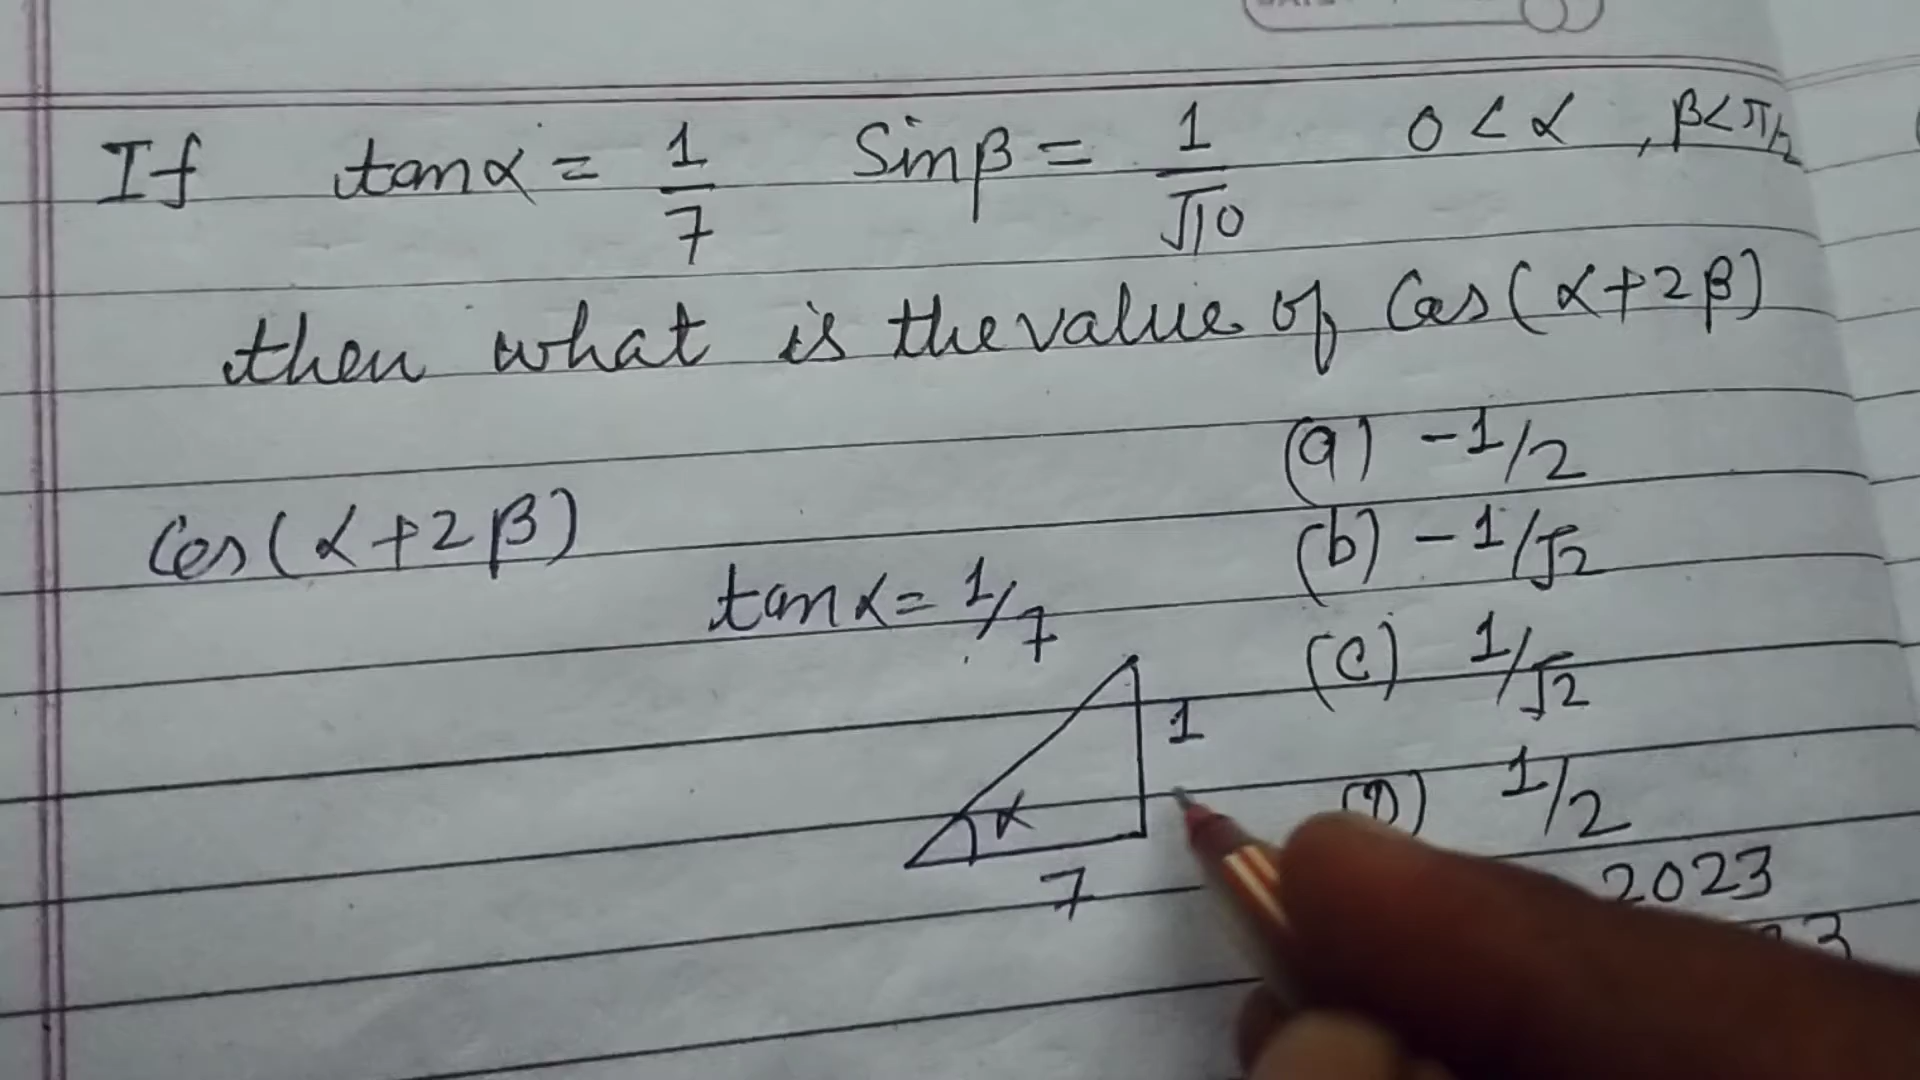 If tanα = 1/7 Sinβ = 1/√10 0 < α , β < π/2
then what is the value of Cos(α+2β)
(a) -1/2
Cos(α+2β)
(b) -1/√2
tanα = 1/7
(c) 1/√2
1
(D) 1/2
α
7
2023